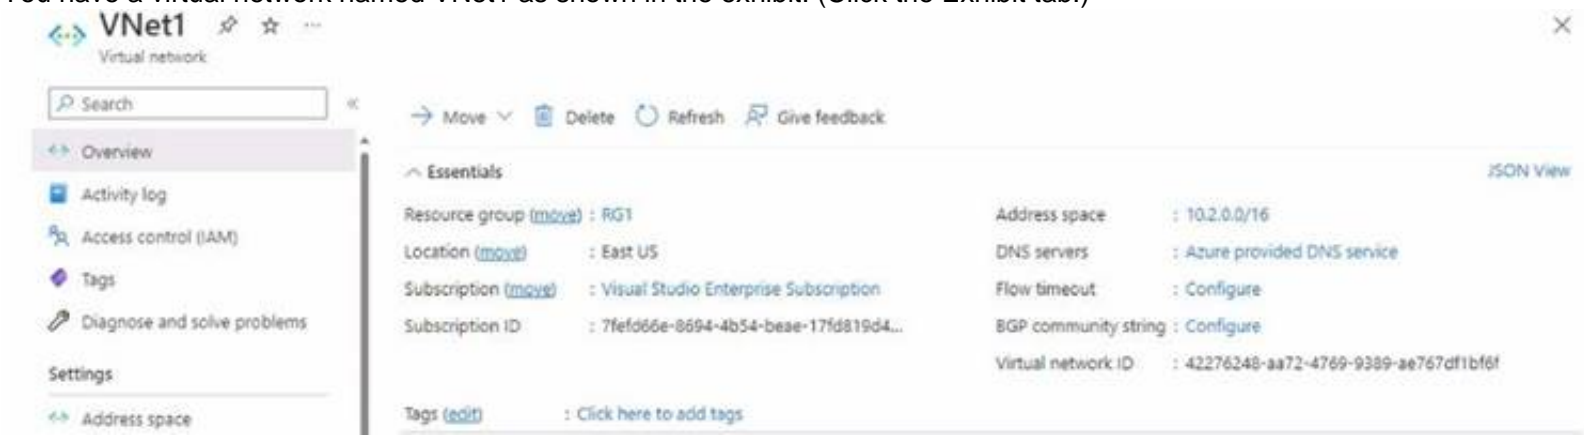 You have a virtual network named VNet1 as shown in the exhibit. (Click the Exhibit tab.)
VNet1
Virtual network
Search
Move Delete Refresh Give feedback
Overview
Essentials JSON View
Activity log
Resource group (move) : RG1 Address space : 10.2.0.0/16
Access control (IAM)
Location (move) : East US DNS servers : Azure provided DNS service
Tags
Subscription (move) : Visual Studio Enterprise Subscription Flow timeout : Configure
Diagnose and solve problems
Subscription ID : 7fefd66e-8694-4b54-beae-17fd819d4... BGP community string : Configure
Virtual network ID : 42276248-aa72-4769-9389-ae767df1bf6f
Settings
Address space
Tags (edit) : Click here to add tags